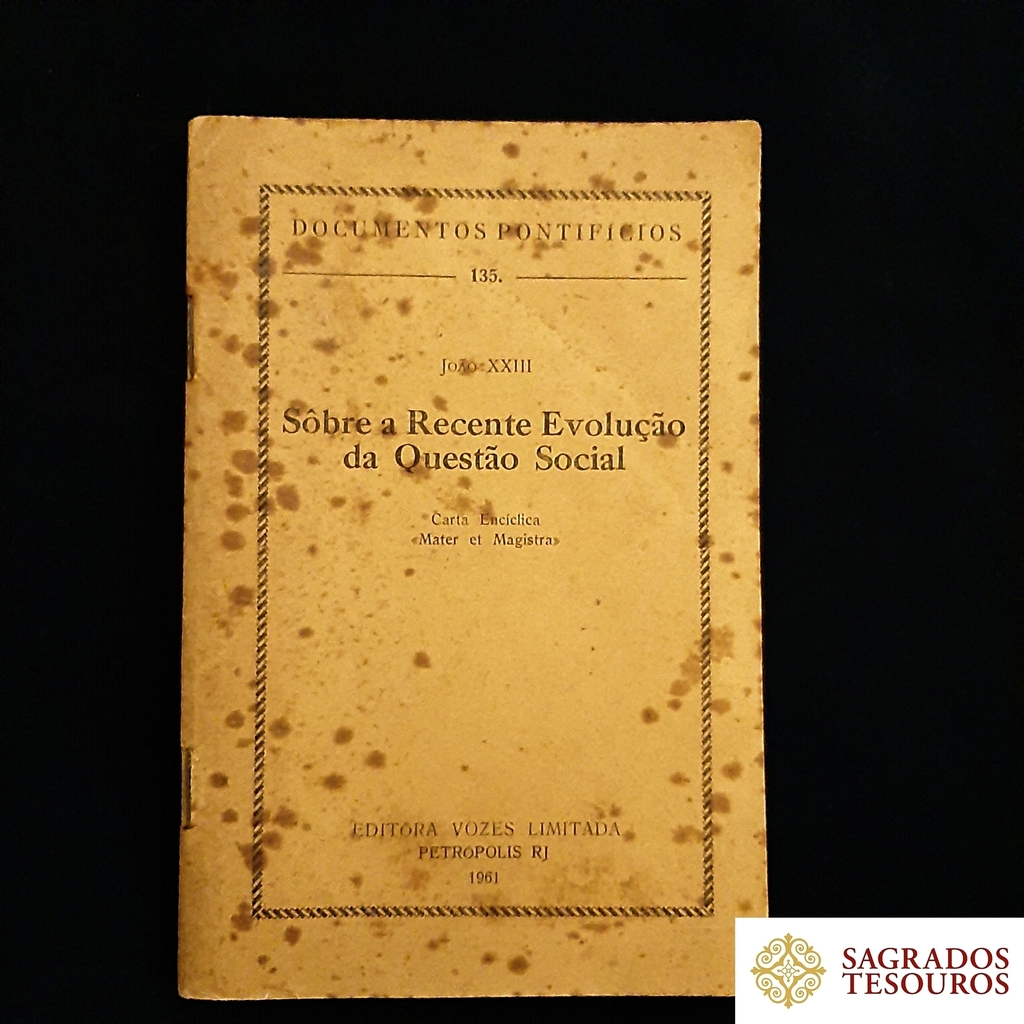 DOCUMENTOS PONTIFÍCIOS
135.
João XXIII
Sôbre a Recente Evolução
da Questão Social
Carta Encíclica
«Mater et Magistra»
EDITÔRA VOZES LIMITADA
PETRÓPOLIS RJ
1961
SAGRADOS
TESOUROS